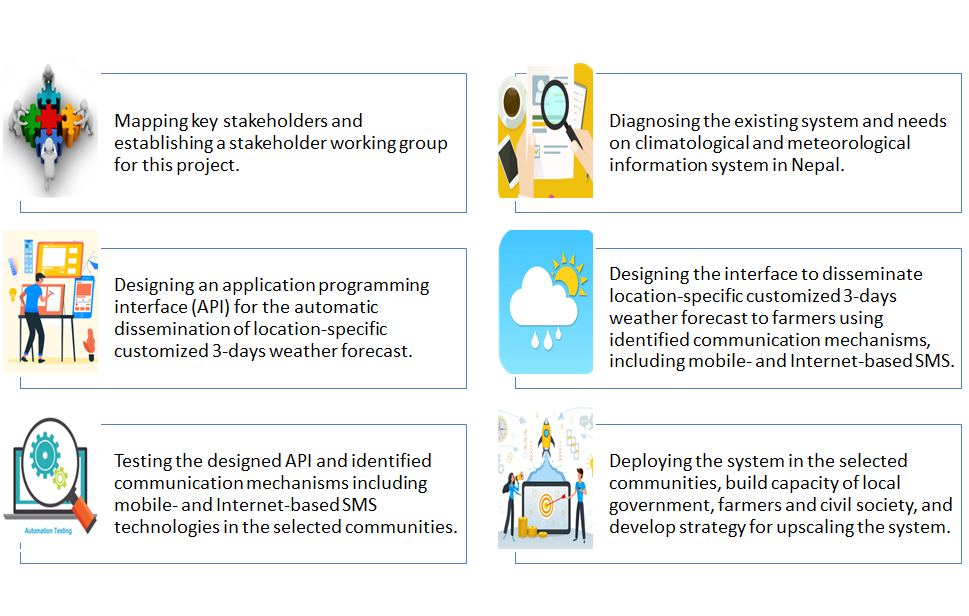 Mapping key stakeholders and
establishing a stakeholder working group
for this project.
Diagnosing the existing system and needs
on climatological and meteorological
information system in Nepal.
Designing an application programming
interface (API) for the automatic
dissemination of location-specific
customized 3-days weather forecast.
Designing the interface to disseminate
location-specific customized 3-days
weather forecast to farmers using
identified communication mechanisms,
including mobile- and Internet-based SMS.
Testing the designed API and identified
communication mechanisms including
mobile- and Internet-based SMS
technologies in the selected communities.
Automation Testing
Deploying the system in the selected
communities, build capacity of local
government, farmers and civil society, and
develop strategy for upscaling the system.